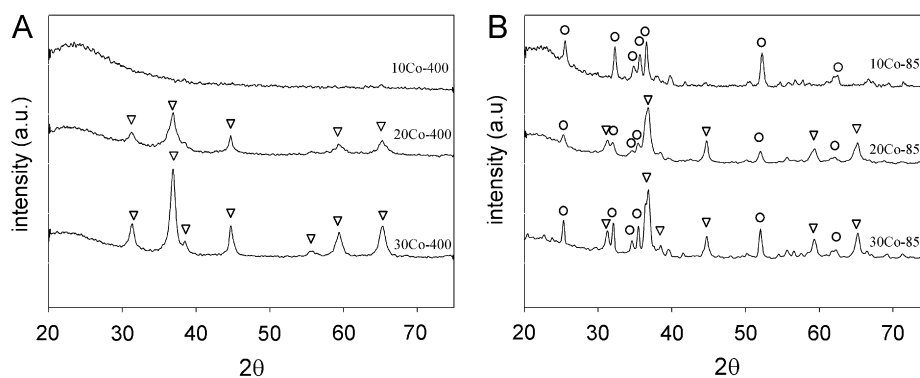 A
B
intensity (a.u.)
10Co-400
20Co-400
30Co-400
20 30 40 50 60 70
2θ
intensity (a.u)
10Co-85
20Co-85
30Co-85
20 30 40 50 60 70
2θ